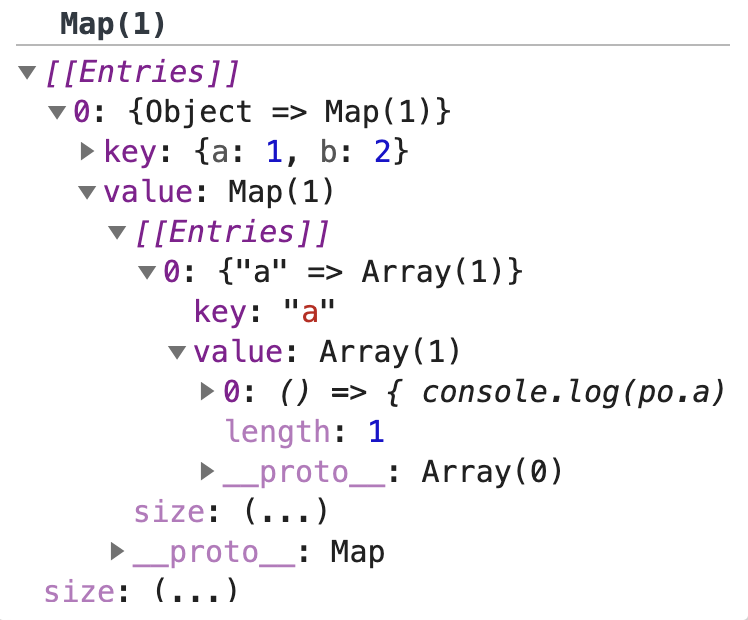 Map(1)
[[Entries]]
0: {Object => Map(1)}
key: {a: 1, b: 2}
value: Map(1)
[[Entries]]
0: {"a" => Array(1)}
key: "a"
value: Array(1)
0: () => { console.log(po.a)
length: 1
__proto__: Array(0)
size: (...)
__proto__: Map
size: (...)